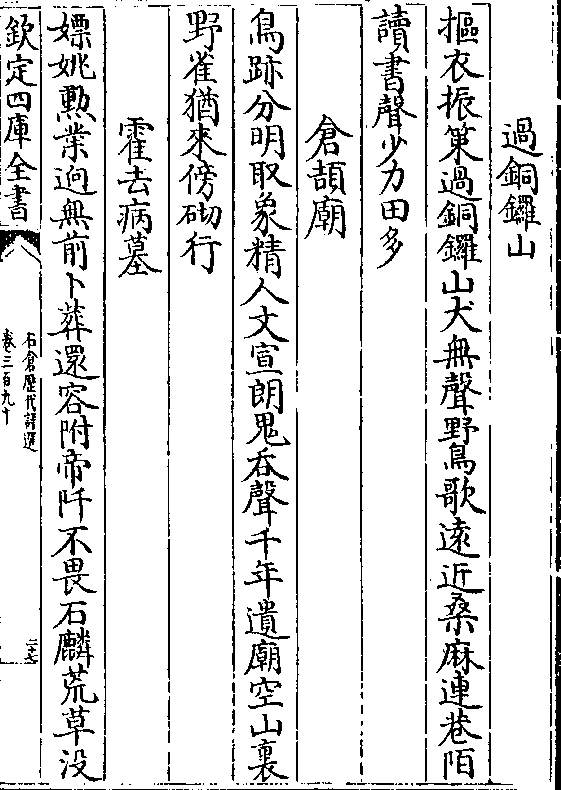 過銅鑼山
摳衣振策過銅鑼山犬無聲野鳥歌遠近桑麻連巷陌
讀書聲少力田多
倉頡廟
鳥跡分明取象精人文宣朗鬼吞聲千年遺廟空山裏
野雀猶來傍砌行
霍去病墓
嫖姚勲業逈無前卜葬還容附帝阡不畏石麟荒草没
欽定四庫全書
石倉歴代詩選
卷三百九十
二十七